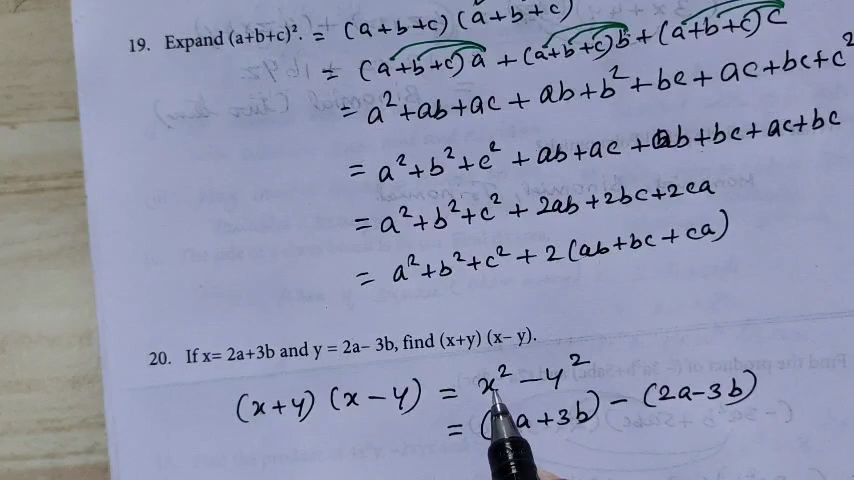 19. Expand (a+b+c)². = (a+b+c) (a+b+c)
= (a+b+c)a + (a+b+c)b + (a+b+c)c
= a²+ab+ac + ab+b²+bc + ac+bc+c²
= a²+b²+c² + ab+ac + ab+bc+ac+bc
= a²+b²+c² + 2ab+2bc+2ca
= a²+b²+c² + 2(ab+bc+ca)
20. If x= 2a+3b and y = 2a– 3b, find (x+y) (x– y).
(x+y) (x-y) = x² - y²
= ( a+3b) - (2a-3b)